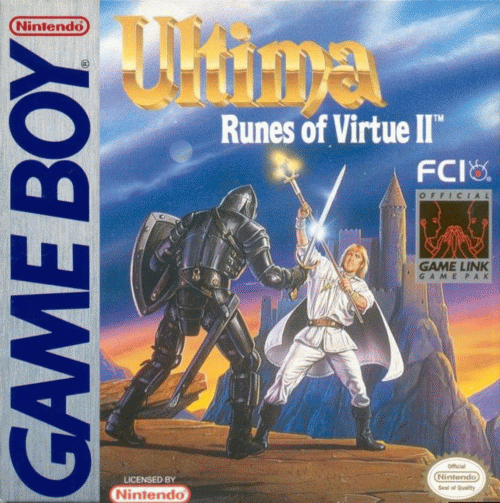 Nintendo
GAME BOY
®
Ultima
Runes of Virtue II™
FCI®
OFFICIAL
GAME LINK
GAME PAK
LICENSED BY
Nintendo
Official
Nintendo
Seal of Quality